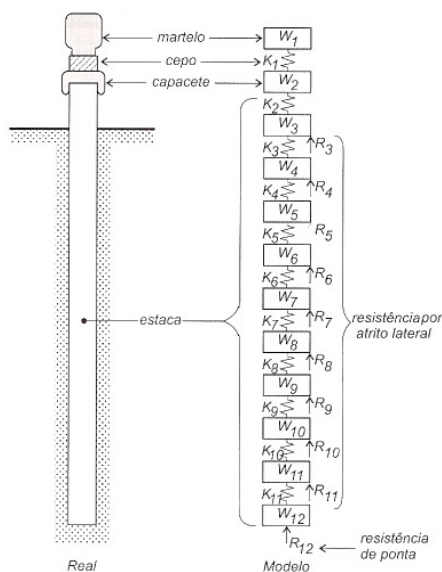 martelo
W1
cepo
K1
capacete
W2
K2
W3
R3
K3
W4
R4
K4
W5
R5
K5
W6
R6
K6
estaca
W7
R7
resistência por
atrito lateral
K7
W8
R8
K8
W9
R9
K9
W10
R10
K10
W11
R11
K11
W12
R12
resistência
de ponta
Real
Modelo